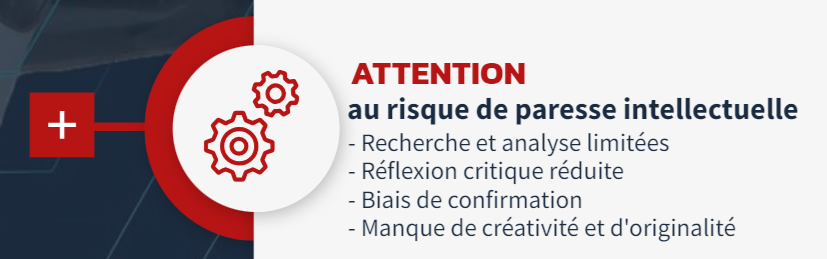 ATTENTION
au risque de paresse intellectuelle
- Recherche et analyse limitées
- Réflexion critique réduite
- Biais de confirmation
- Manque de créativité et d'originalité